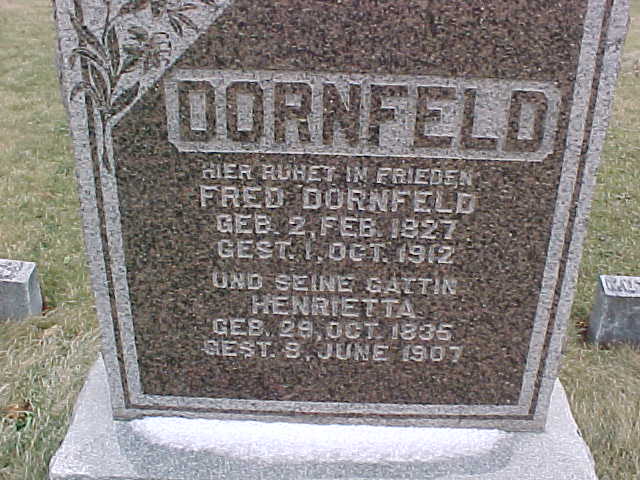 DORNFELD
HIER RUHET IN FRIEDEN
FRED DORNFELD
GEB. 2, FEB. 1827
GEST. 1, OCT. 1912
UND SEINE GATTIN
HENRIETTA
GEB. 29, OCT. 1835
GEST. 8, JUNE 1907